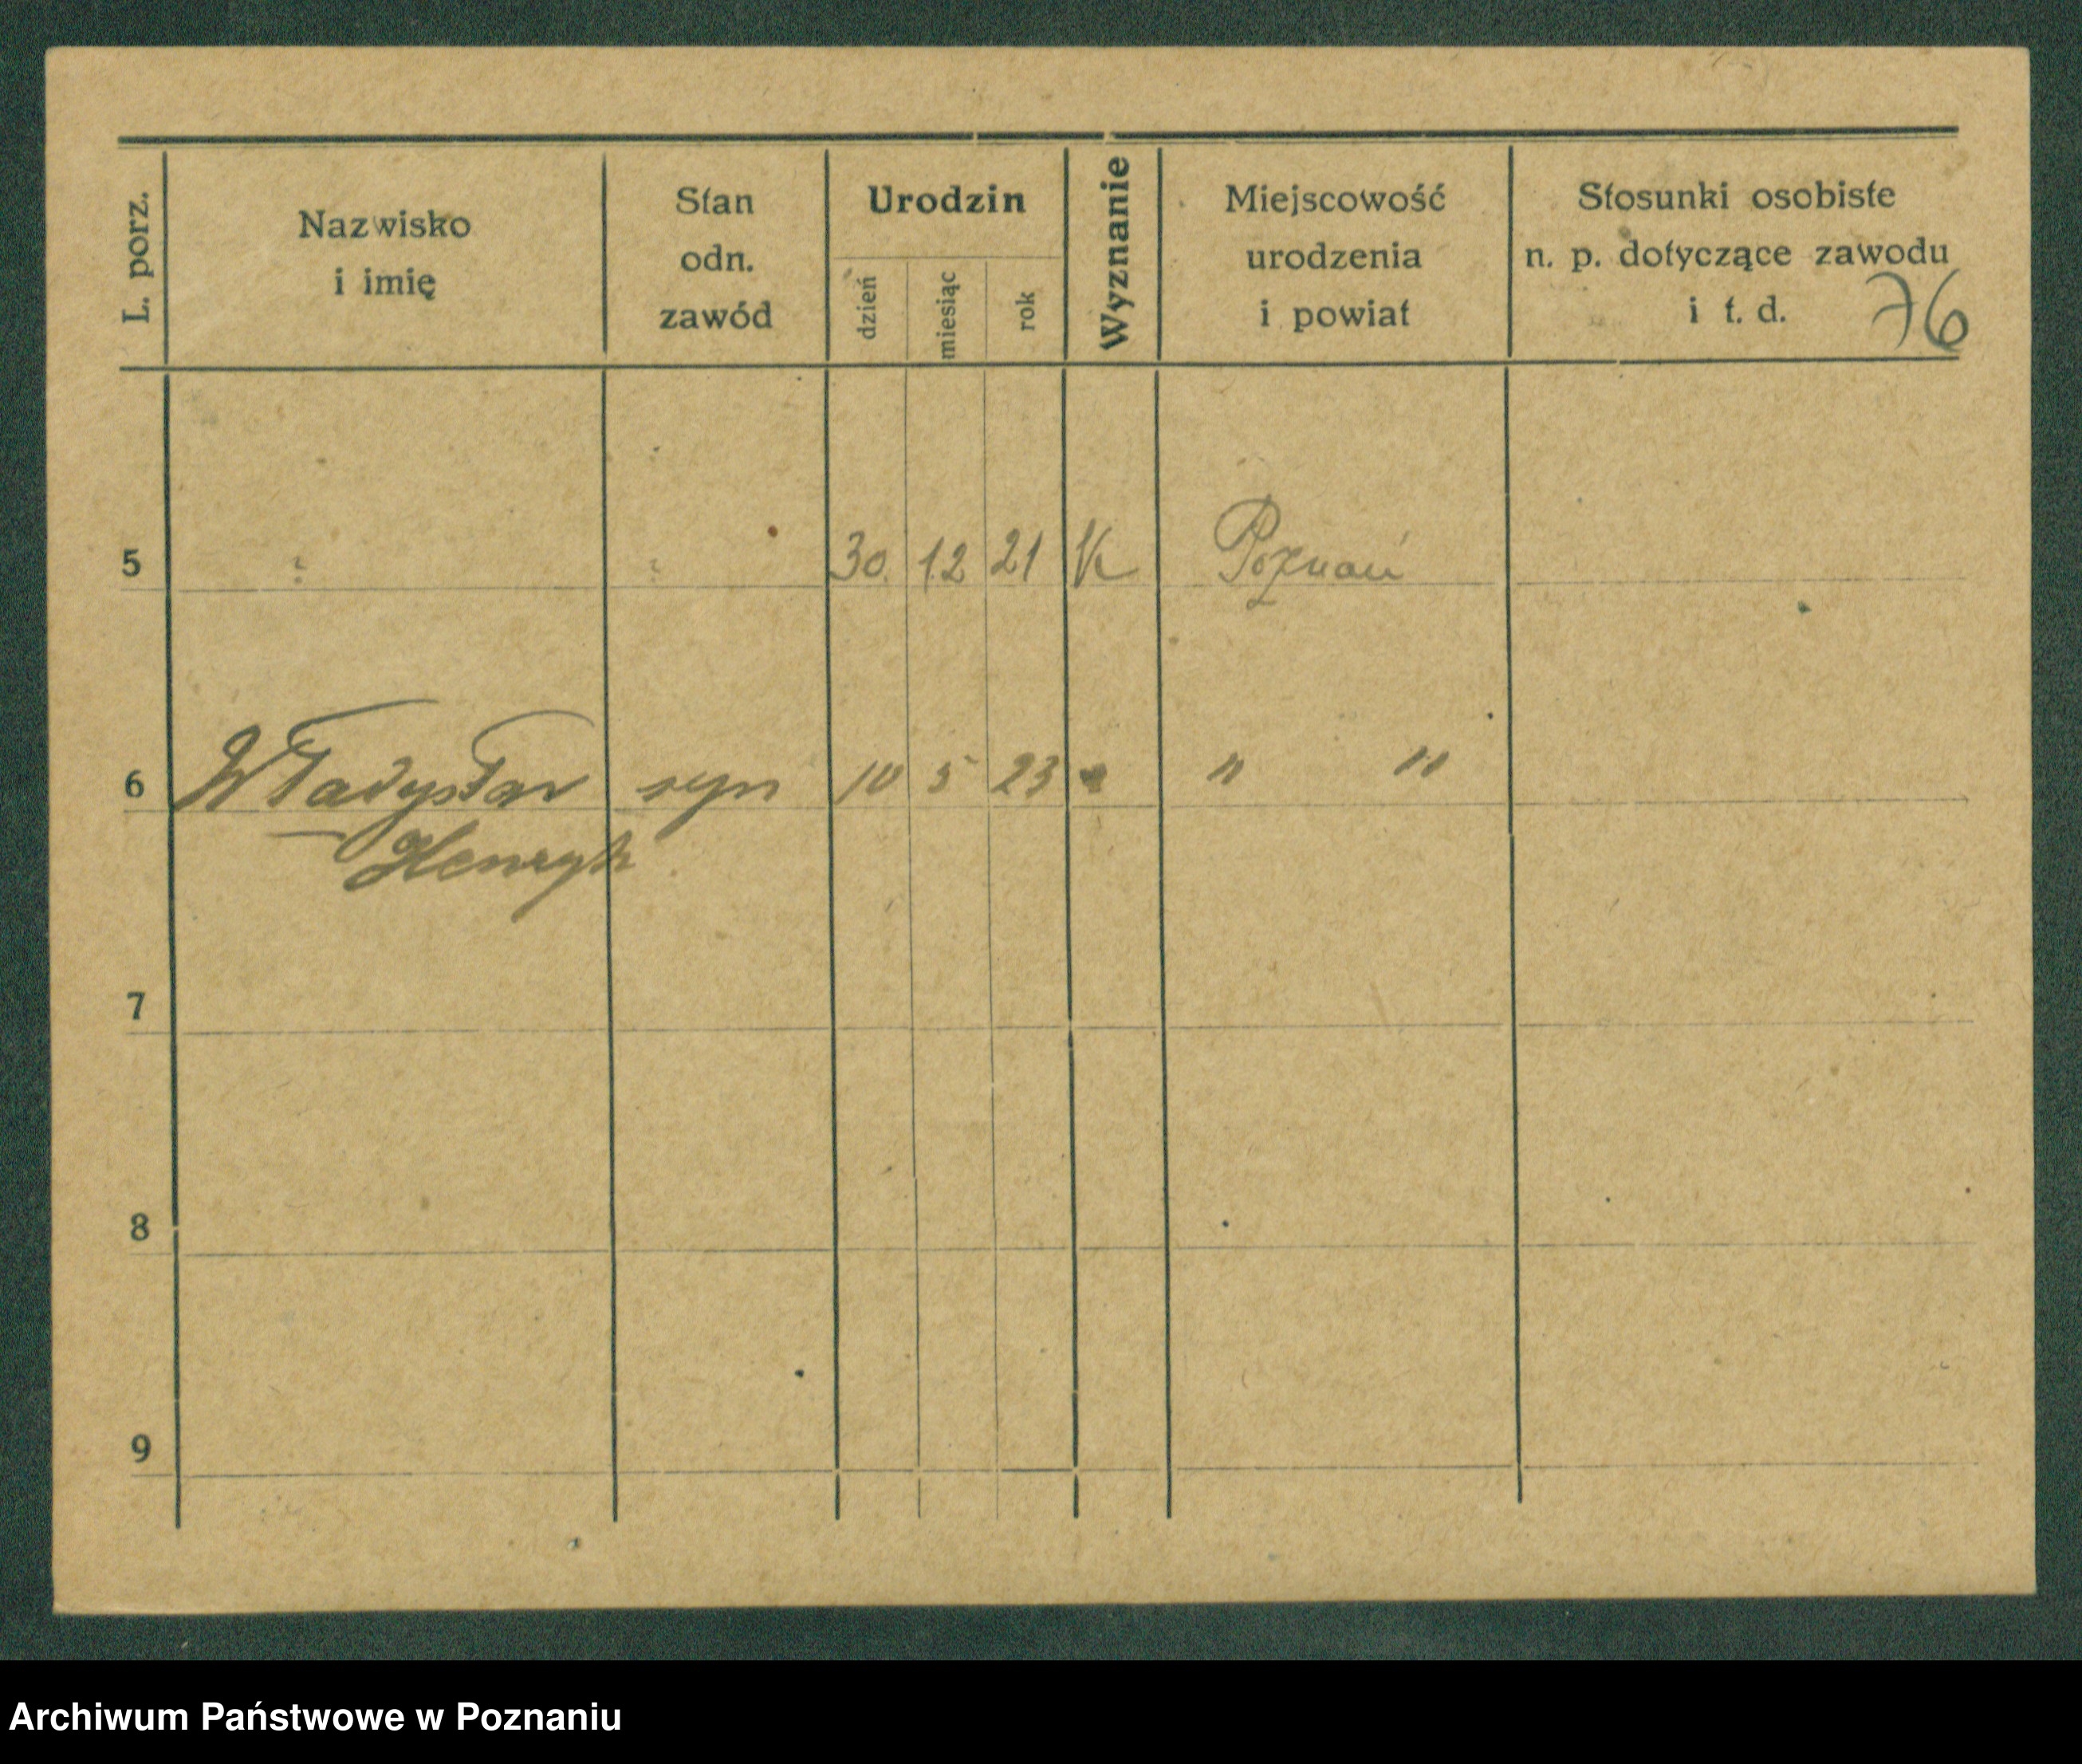 L. porz.
Nazwisko
i imię
Stan
odn.
zawód
Urodzin
dzień
miesiąc
rok
Wyznanie
Miejscowość
urodzenia
i powiat
Stosunki osobiste
n. p. dotyczące zawodu
i t. d.
76
5 ? ? 30. 12 21 K Poznań
6 Władysław syn 10 5 23 " "
Henryk
7
8
9
Archiwum Państwowe w Poznaniu